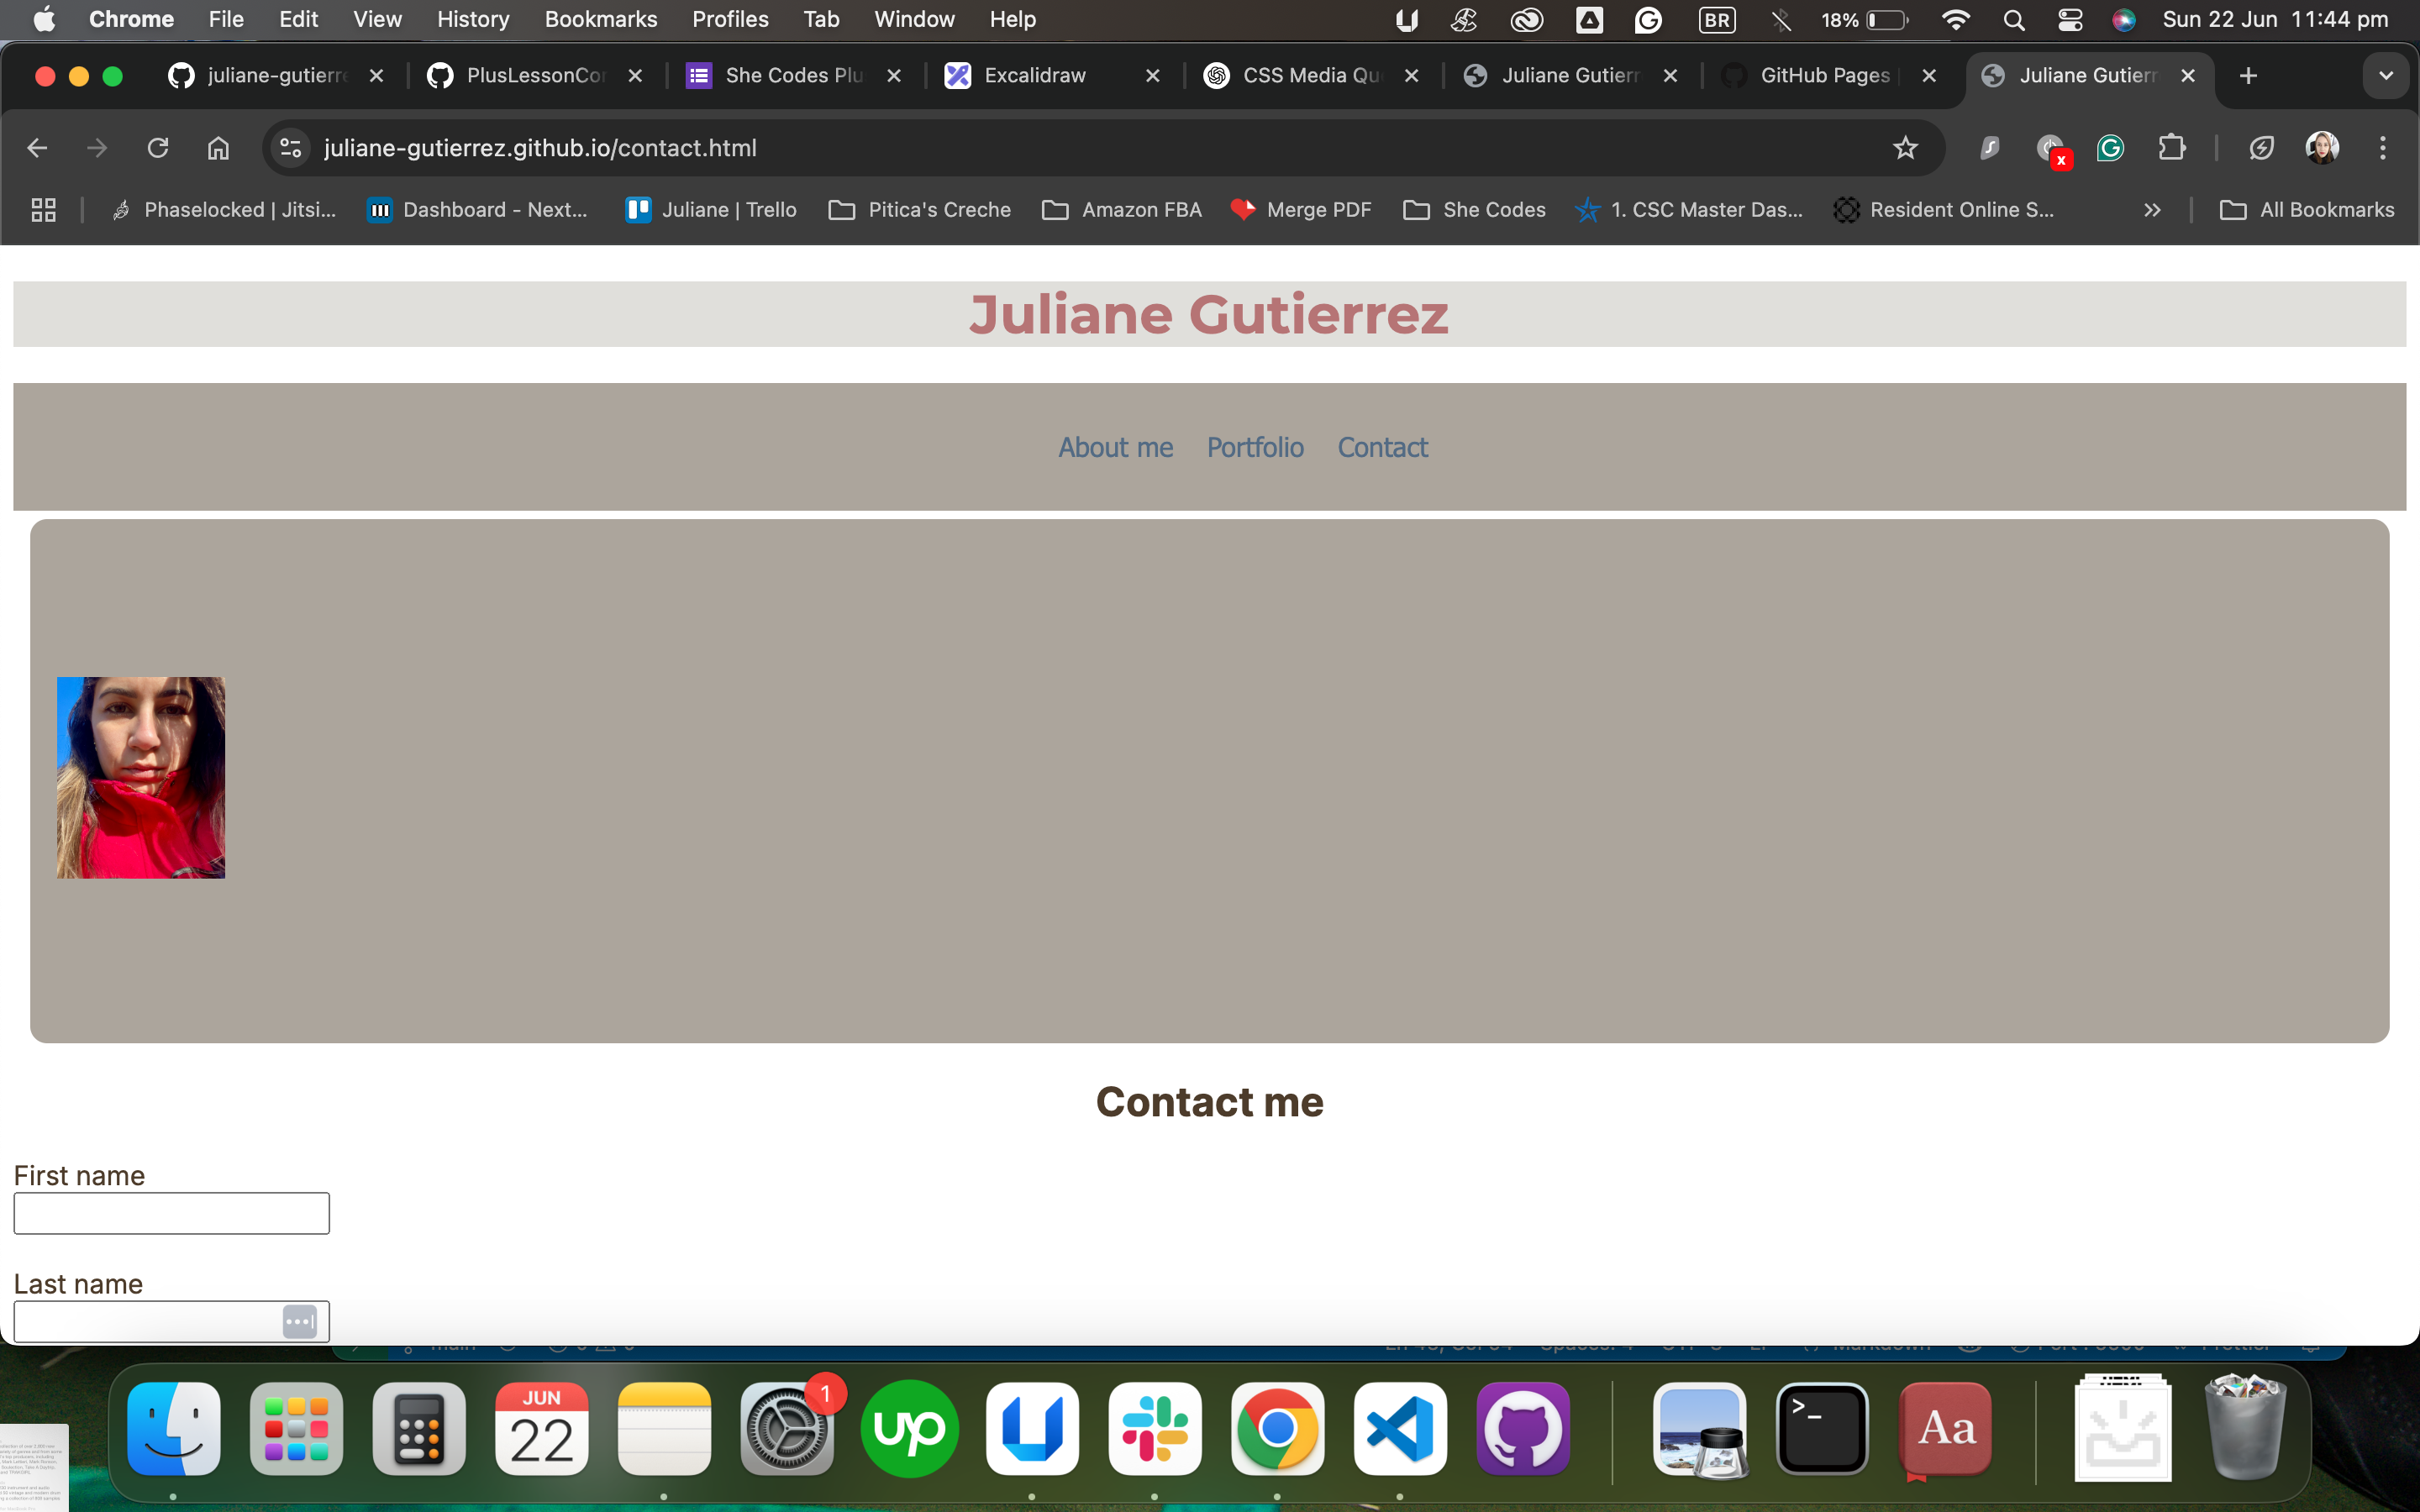 Chrome File Edit View History Bookmarks Profiles Tab Window Help BR 18% Sun 22 Jun 11:44 pm
juliane-gutierre PlusLessonCor She Codes Plu Excalidraw CSS Media Qu Juliane Gutierr GitHub Pages Juliane Gutierr
juliane-gutierrez.github.io/contact.html
x
Phaselocked | Jitsi... Dashboard - Next... Juliane | Trello Pitica's Creche Amazon FBA Merge PDF She Codes 1. CSC Master Das... Resident Online S... All Bookmarks
Juliane Gutierrez
About me Portfolio Contact
Contact me
First name
Last name
1
JUN
22
up
Aa